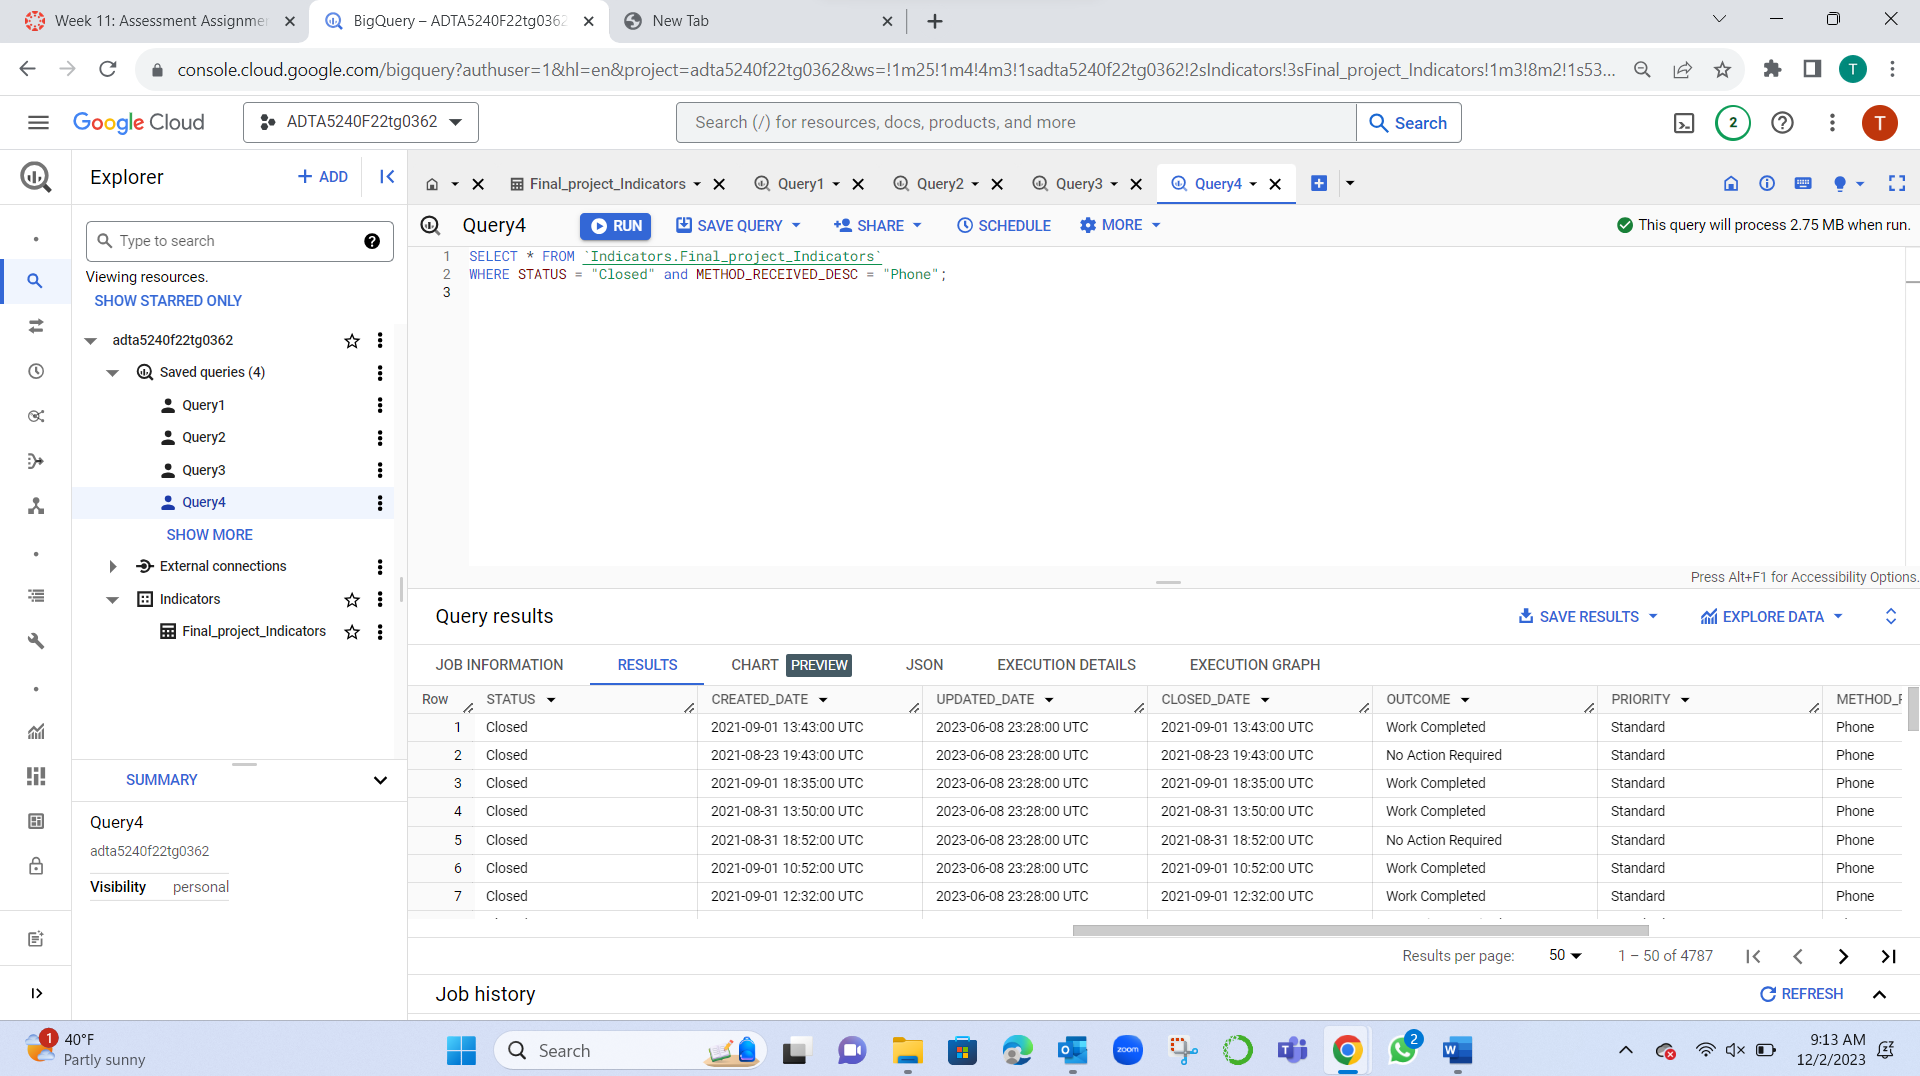 Week 11: Assessment Assignme
BigQuery – ADTA5240F22tg0362
New Tab
console.cloud.google.com/bigquery?authuser=1&hl=en&project=adta5240f22tg0362&ws=!1m25!1m4!4m3!1sadta5240f22tg0362!2sIndicators!3sFinal_project_Indicators!1m3!8m2!1s53...
T
Google Cloud
ADTA5240F22tg0362
Search (/) for resources, docs, products, and more
Search
2
T
Explorer
+ ADD
Final_project_Indicators
Query1
Query2
Query3
Query4
Type to search
Viewing resources.
SHOW STARRED ONLY
adta5240f22tg0362
Saved queries (4)
Query1
Query2
Query3
Query4
SHOW MORE
External connections
Indicators
Final_project_Indicators
SUMMARY
Query4
adta5240f22tg0362
Visibility personal
Query4
RUN
SAVE QUERY
SHARE
SCHEDULE
MORE
This query will process 2.75 MB when run.
1 SELECT * FROM `Indicators.Final_project_Indicators`
2 WHERE STATUS = "Closed" and METHOD_RECEIVED_DESC = "Phone";
3
Press Alt+F1 for Accessibility Options.
Query results
SAVE RESULTS
EXPLORE DATA
JOB INFORMATION
RESULTS
CHART PREVIEW
JSON
EXECUTION DETAILS
EXECUTION GRAPH
Row STATUS CREATED_DATE UPDATED_DATE CLOSED_DATE OUTCOME PRIORITY METHOD_F
1 Closed 2021-09-01 13:43:00 UTC 2023-06-08 23:28:00 UTC 2021-09-01 13:43:00 UTC Work Completed Standard Phone
2 Closed 2021-08-23 19:43:00 UTC 2023-06-08 23:28:00 UTC 2021-08-23 19:43:00 UTC No Action Required Standard Phone
3 Closed 2021-09-01 18:35:00 UTC 2023-06-08 23:28:00 UTC 2021-09-01 18:35:00 UTC Work Completed Standard Phone
4 Closed 2021-08-31 13:50:00 UTC 2023-06-08 23:28:00 UTC 2021-08-31 13:50:00 UTC Work Completed Standard Phone
5 Closed 2021-08-31 18:52:00 UTC 2023-06-08 23:28:00 UTC 2021-08-31 18:52:00 UTC No Action Required Standard Phone
6 Closed 2021-09-01 10:52:00 UTC 2023-06-08 23:28:00 UTC 2021-09-01 10:52:00 UTC Work Completed Standard Phone
7 Closed 2021-09-01 12:32:00 UTC 2023-06-08 23:28:00 UTC 2021-09-01 12:32:00 UTC Work Completed Standard Phone
Results per page: 50 1 – 50 of 4787
Job history
REFRESH
1
40°F
Partly sunny
Search
zoom
2
9:13 AM
12/2/2023